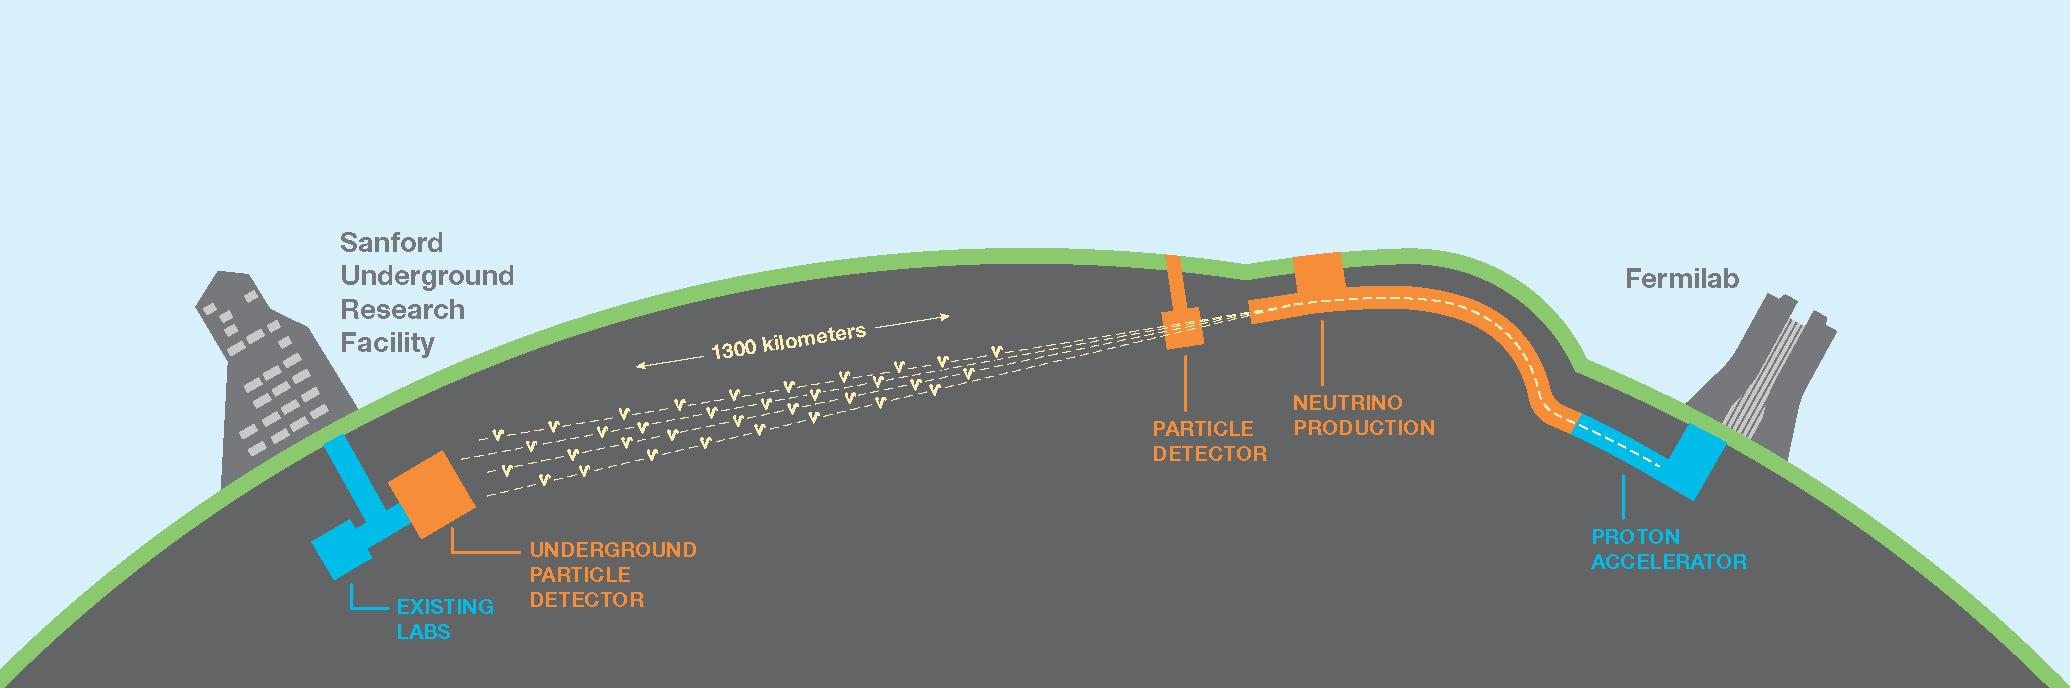 Sanford
Underground
Research
Facility
Fermilab
1300 kilometers
PARTICLE
DETECTOR
NEUTRINO
PRODUCTION
UNDERGROUND
PARTICLE
DETECTOR
EXISTING
LABS
PROTON
ACCELERATOR